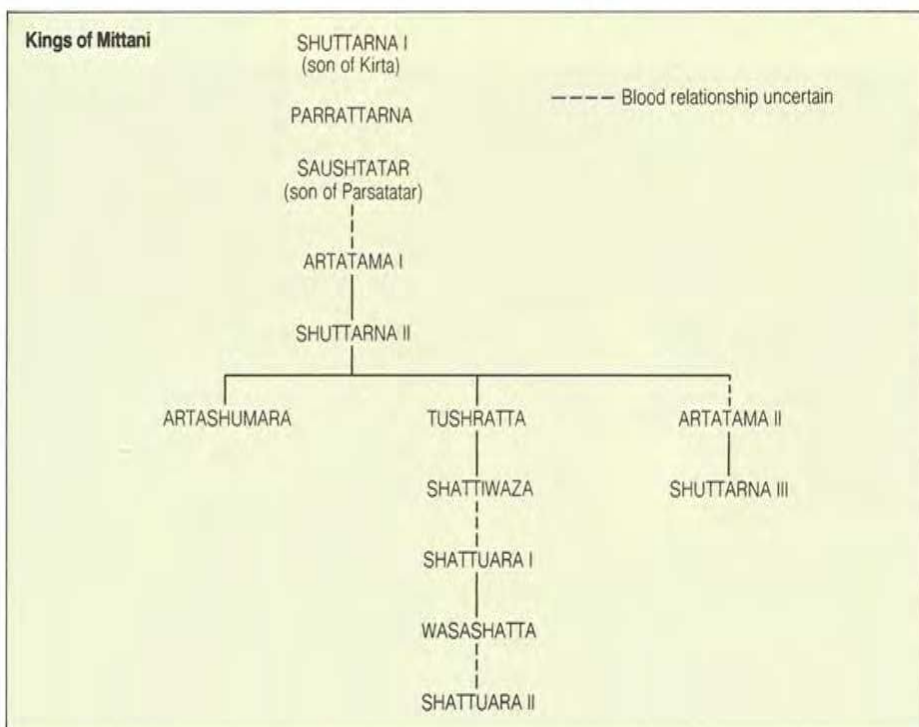 Kings of Mittani
SHUTTARNA I
(son of Kirta)
Blood relationship uncertain
PARRATTARNA
SAUSHTATAR
(son of Parsatatar)
ARTATAMA I
SHUTTARNA II
ARTASHUMARA TUSHRATTA ARTATAMA II
SHATTIWAZA SHUTTARNA III
SHATTUARA I
WASASHATTA
SHATTUARA II